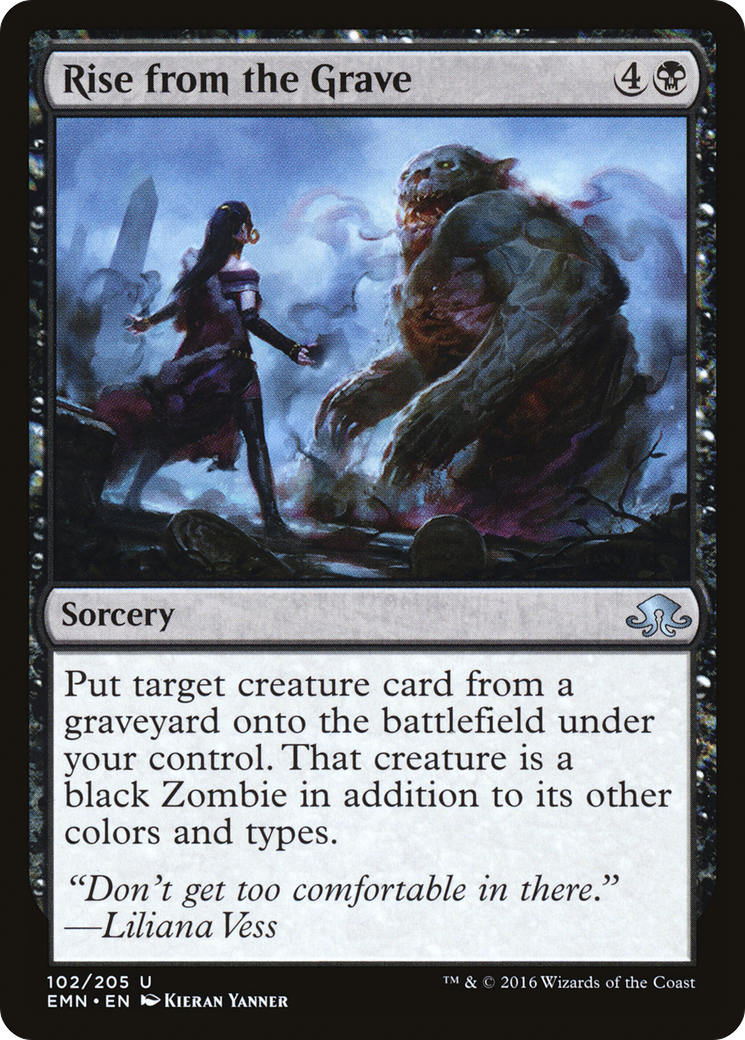 Rise from the Grave 4
Sorcery
Put target creature card from a
graveyard onto the battlefield under
your control. That creature is a
black Zombie in addition to its other
colors and types.
“Don’t get too comfortable in there.”
—Liliana Vess
102/205 U
EMN • EN Kieran Yanner
™ & © 2016 Wizards of the Coast